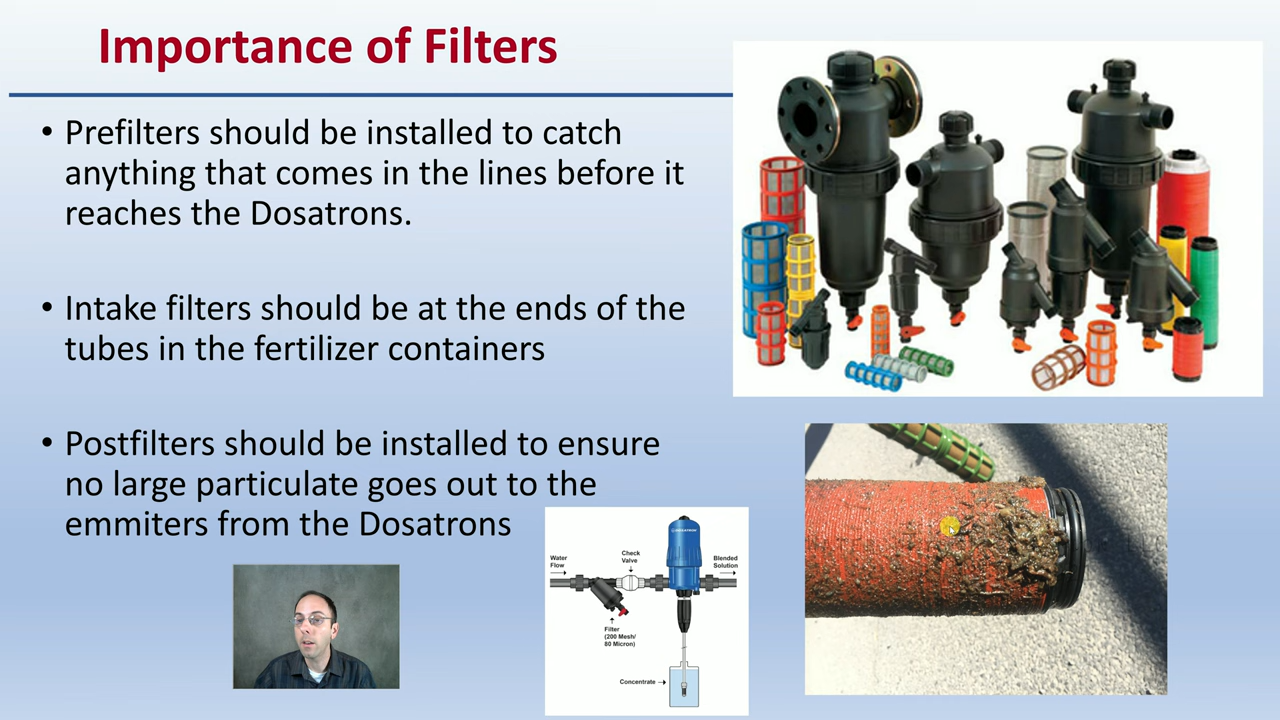 Importance of Filters
• Prefilters should be installed to catch
anything that comes in the lines before it
reaches the Dosatrons.
• Intake filters should be at the ends of the
tubes in the fertilizer containers
• Postfilters should be installed to ensure
no large particulate goes out to the
emmiters from the Dosatrons
Water
Flow
Check
Valve
Blended
Solution
Filter
(200 Mesh/
80 Micron)
Concentrate